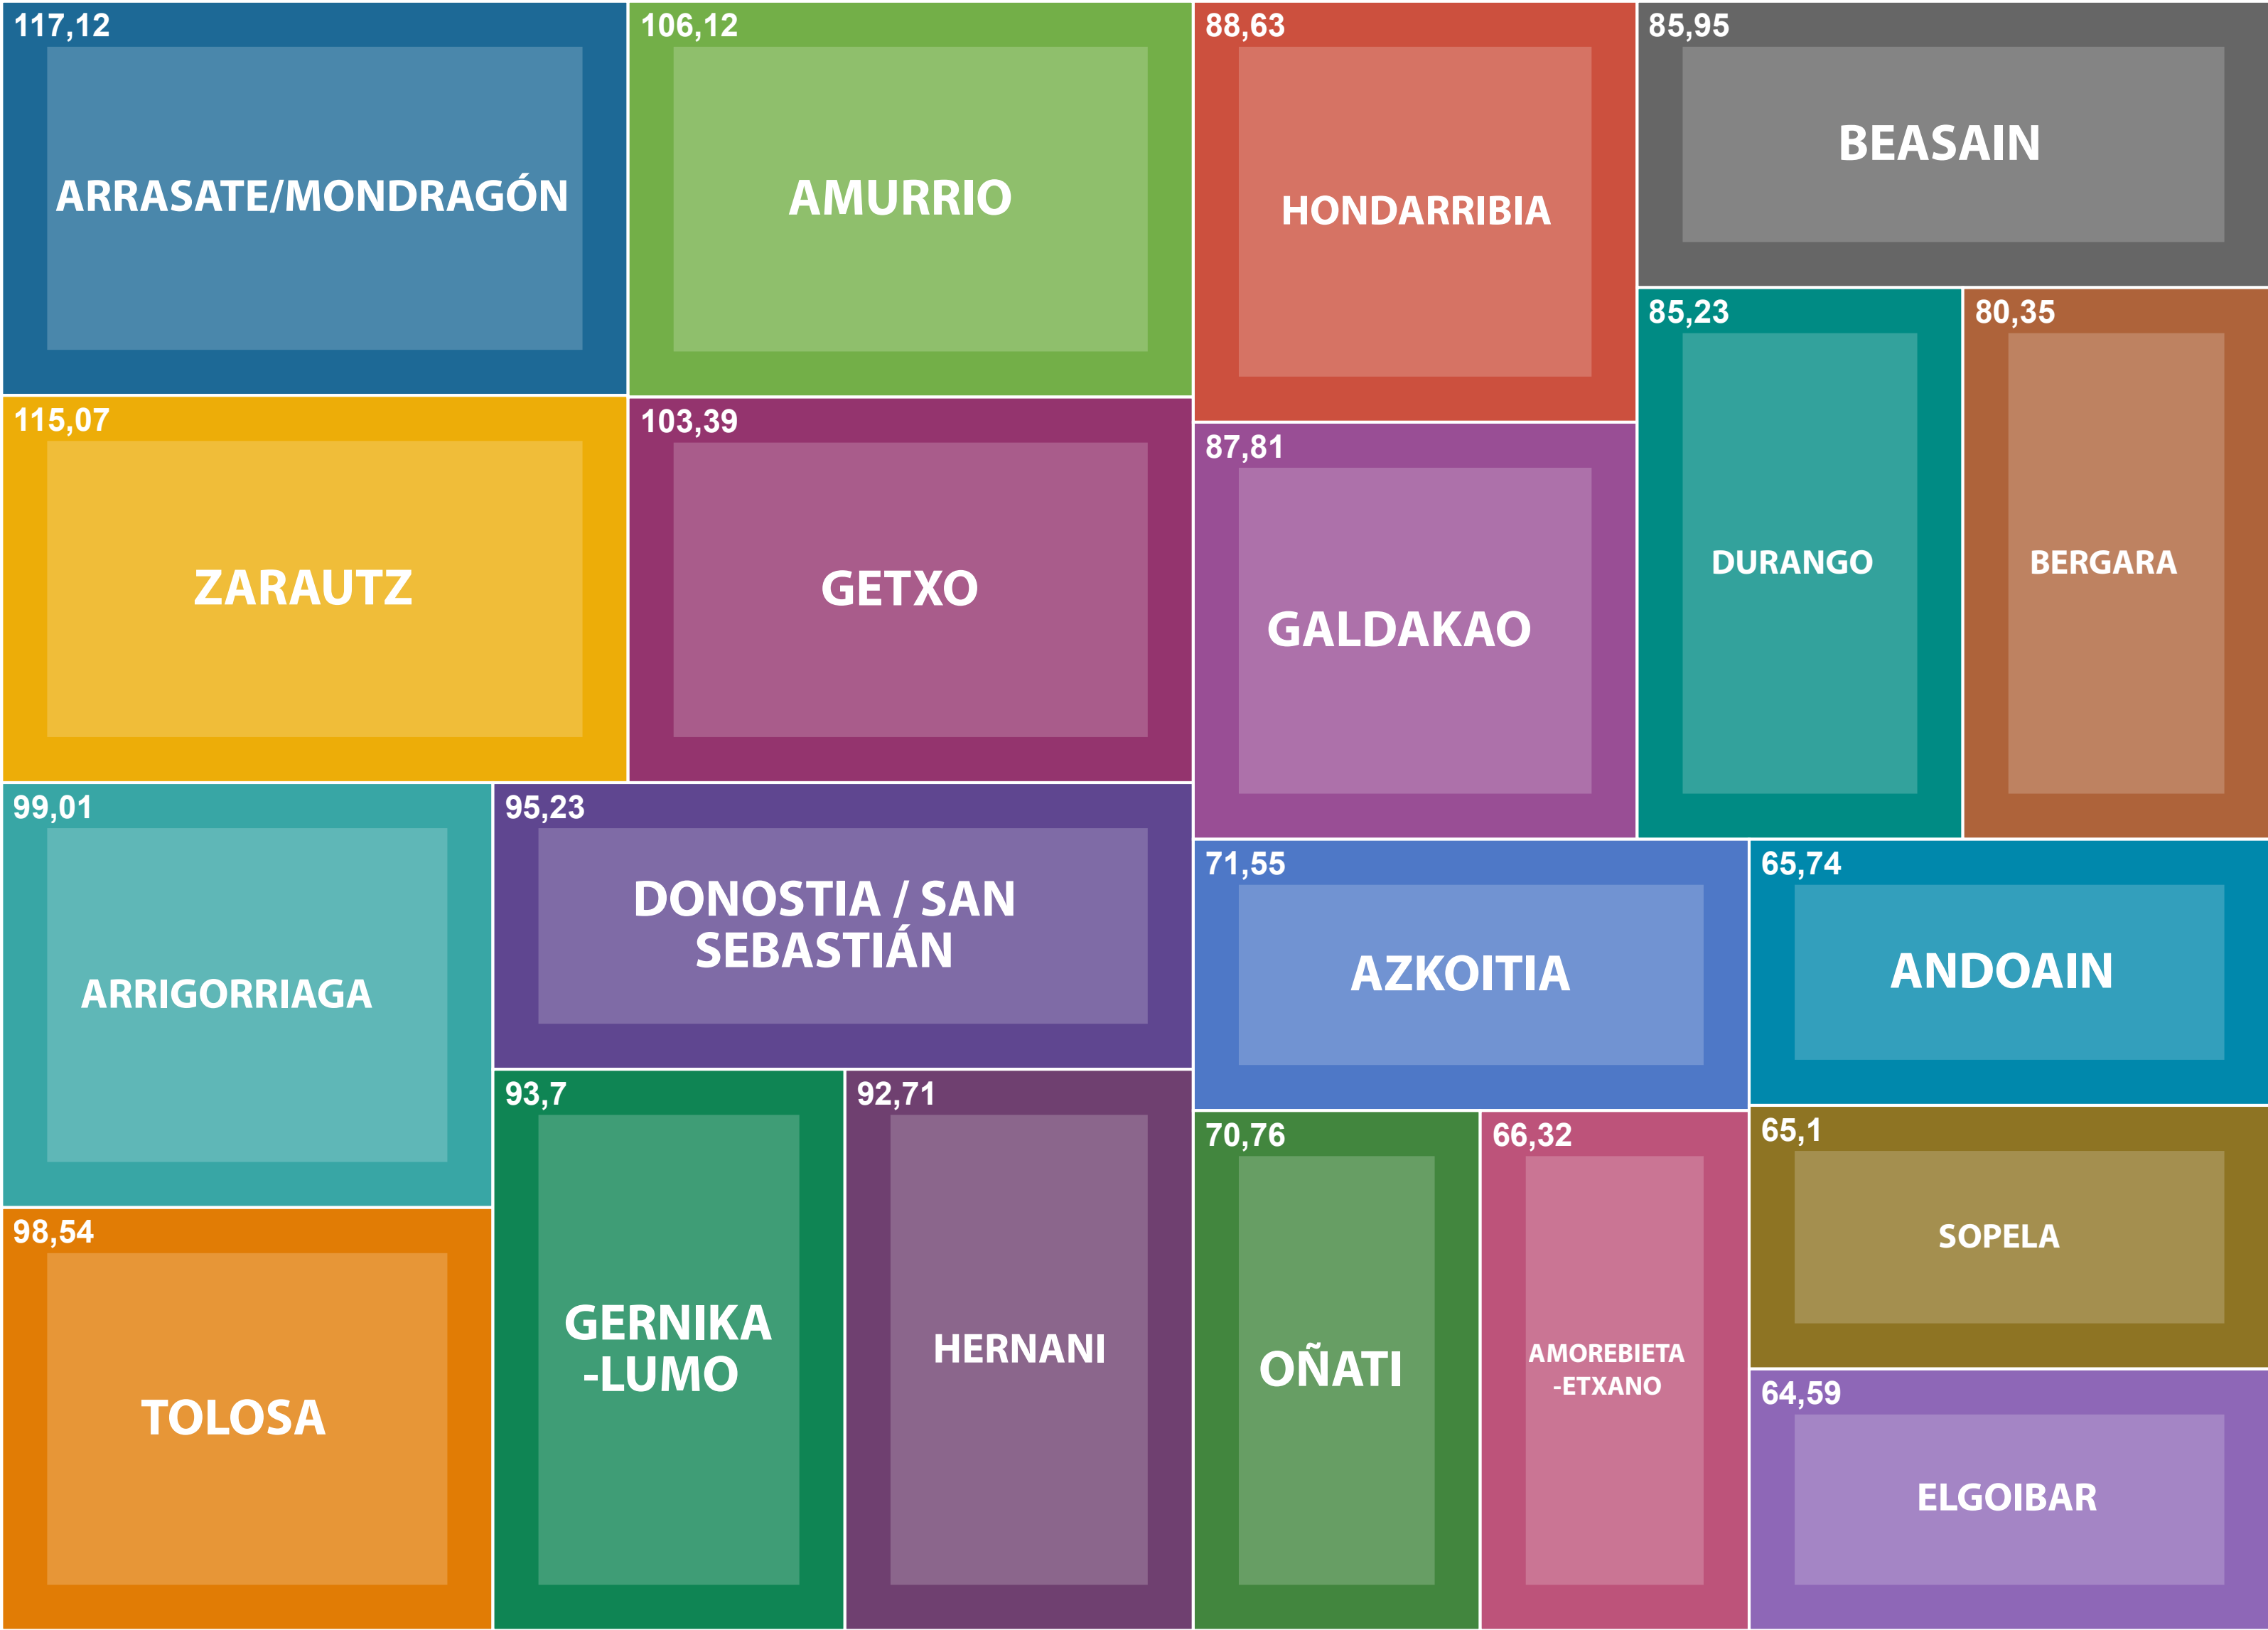 117,12
ARRASATE/MONDRAGÓN
106,12
AMURRIO
88,63
HONDARRIBIA
85,95
BEASAIN
85,23
DURANGO
80,35
BERGARA
115,07
ZARAUTZ
103,39
GETXO
87,81
GALDAKAO
99,01
ARRIGORRIAGA
95,23
DONOSTIA / SAN
SEBASTIÁN
71,55
AZKOITIA
65,74
ANDOAIN
98,54
TOLOSA
93,7
GERNIKA
-LUMO
92,71
HERNANI
70,76
OÑATI
66,32
AMOREBIETA
-ETXANO
65,1
SOPELA
64,59
ELGOIBAR